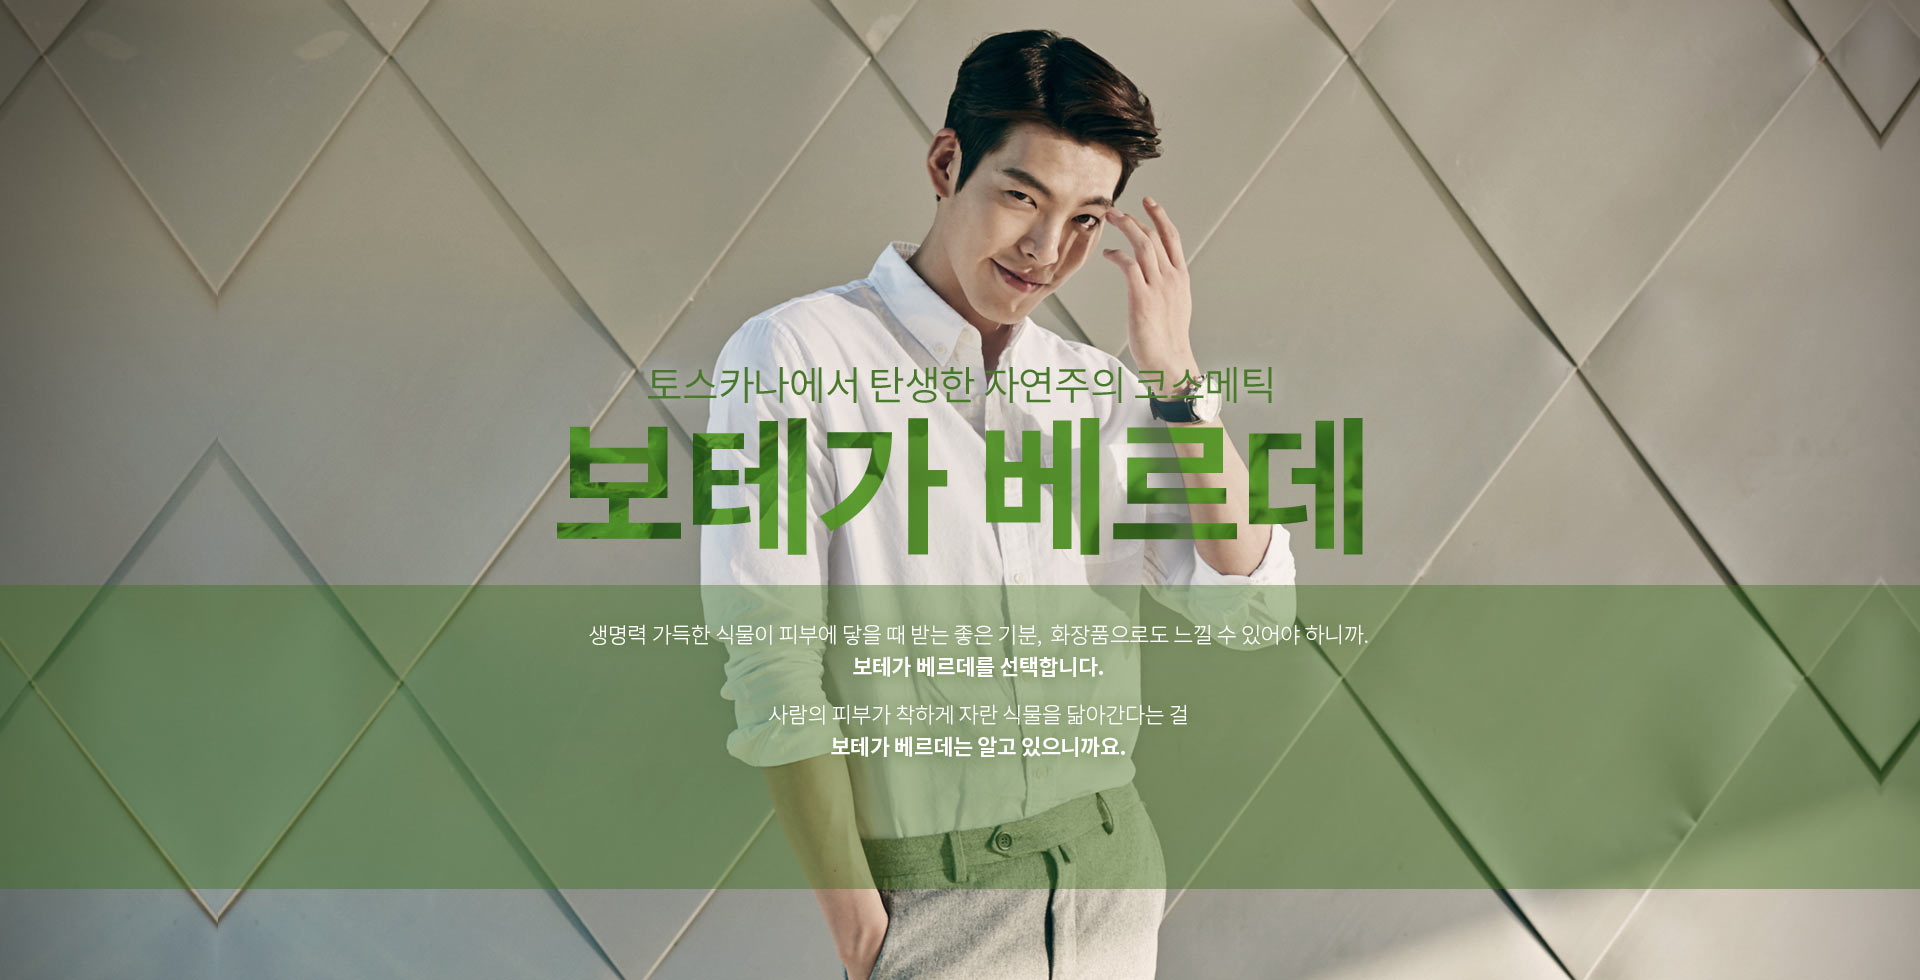 토스카나에서 탄생한 자연주의 코스메틱
보테가 베르데
생명력 가득한 식물이 피부에 닿을 때 받는 좋은 기분, 화장품으로도 느낄 수 있어야 하니까.
보테가 베르데를 선택합니다.
사람의 피부가 착하게 자란 식물을 닮아간다는 걸
보테가 베르데는 알고 있으니까요.